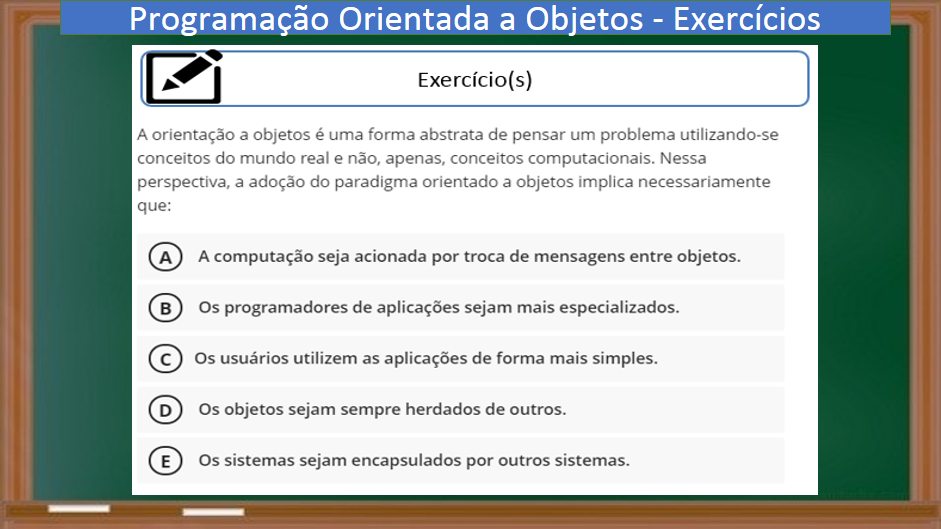 Programação Orientada a Objetos - Exercícios
Exercício(s)
A orientação a objetos é uma forma abstrata de pensar um problema utilizando-se
conceitos do mundo real e não, apenas, conceitos computacionais. Nessa
perspectiva, a adoção do paradigma orientado a objetos implica necessariamente
que:
A A computação seja acionada por troca de mensagens entre objetos.
B Os programadores de aplicações sejam mais especializados.
C Os usuários utilizem as aplicações de forma mais simples.
D Os objetos sejam sempre herdados de outros.
E Os sistemas sejam encapsulados por outros sistemas.